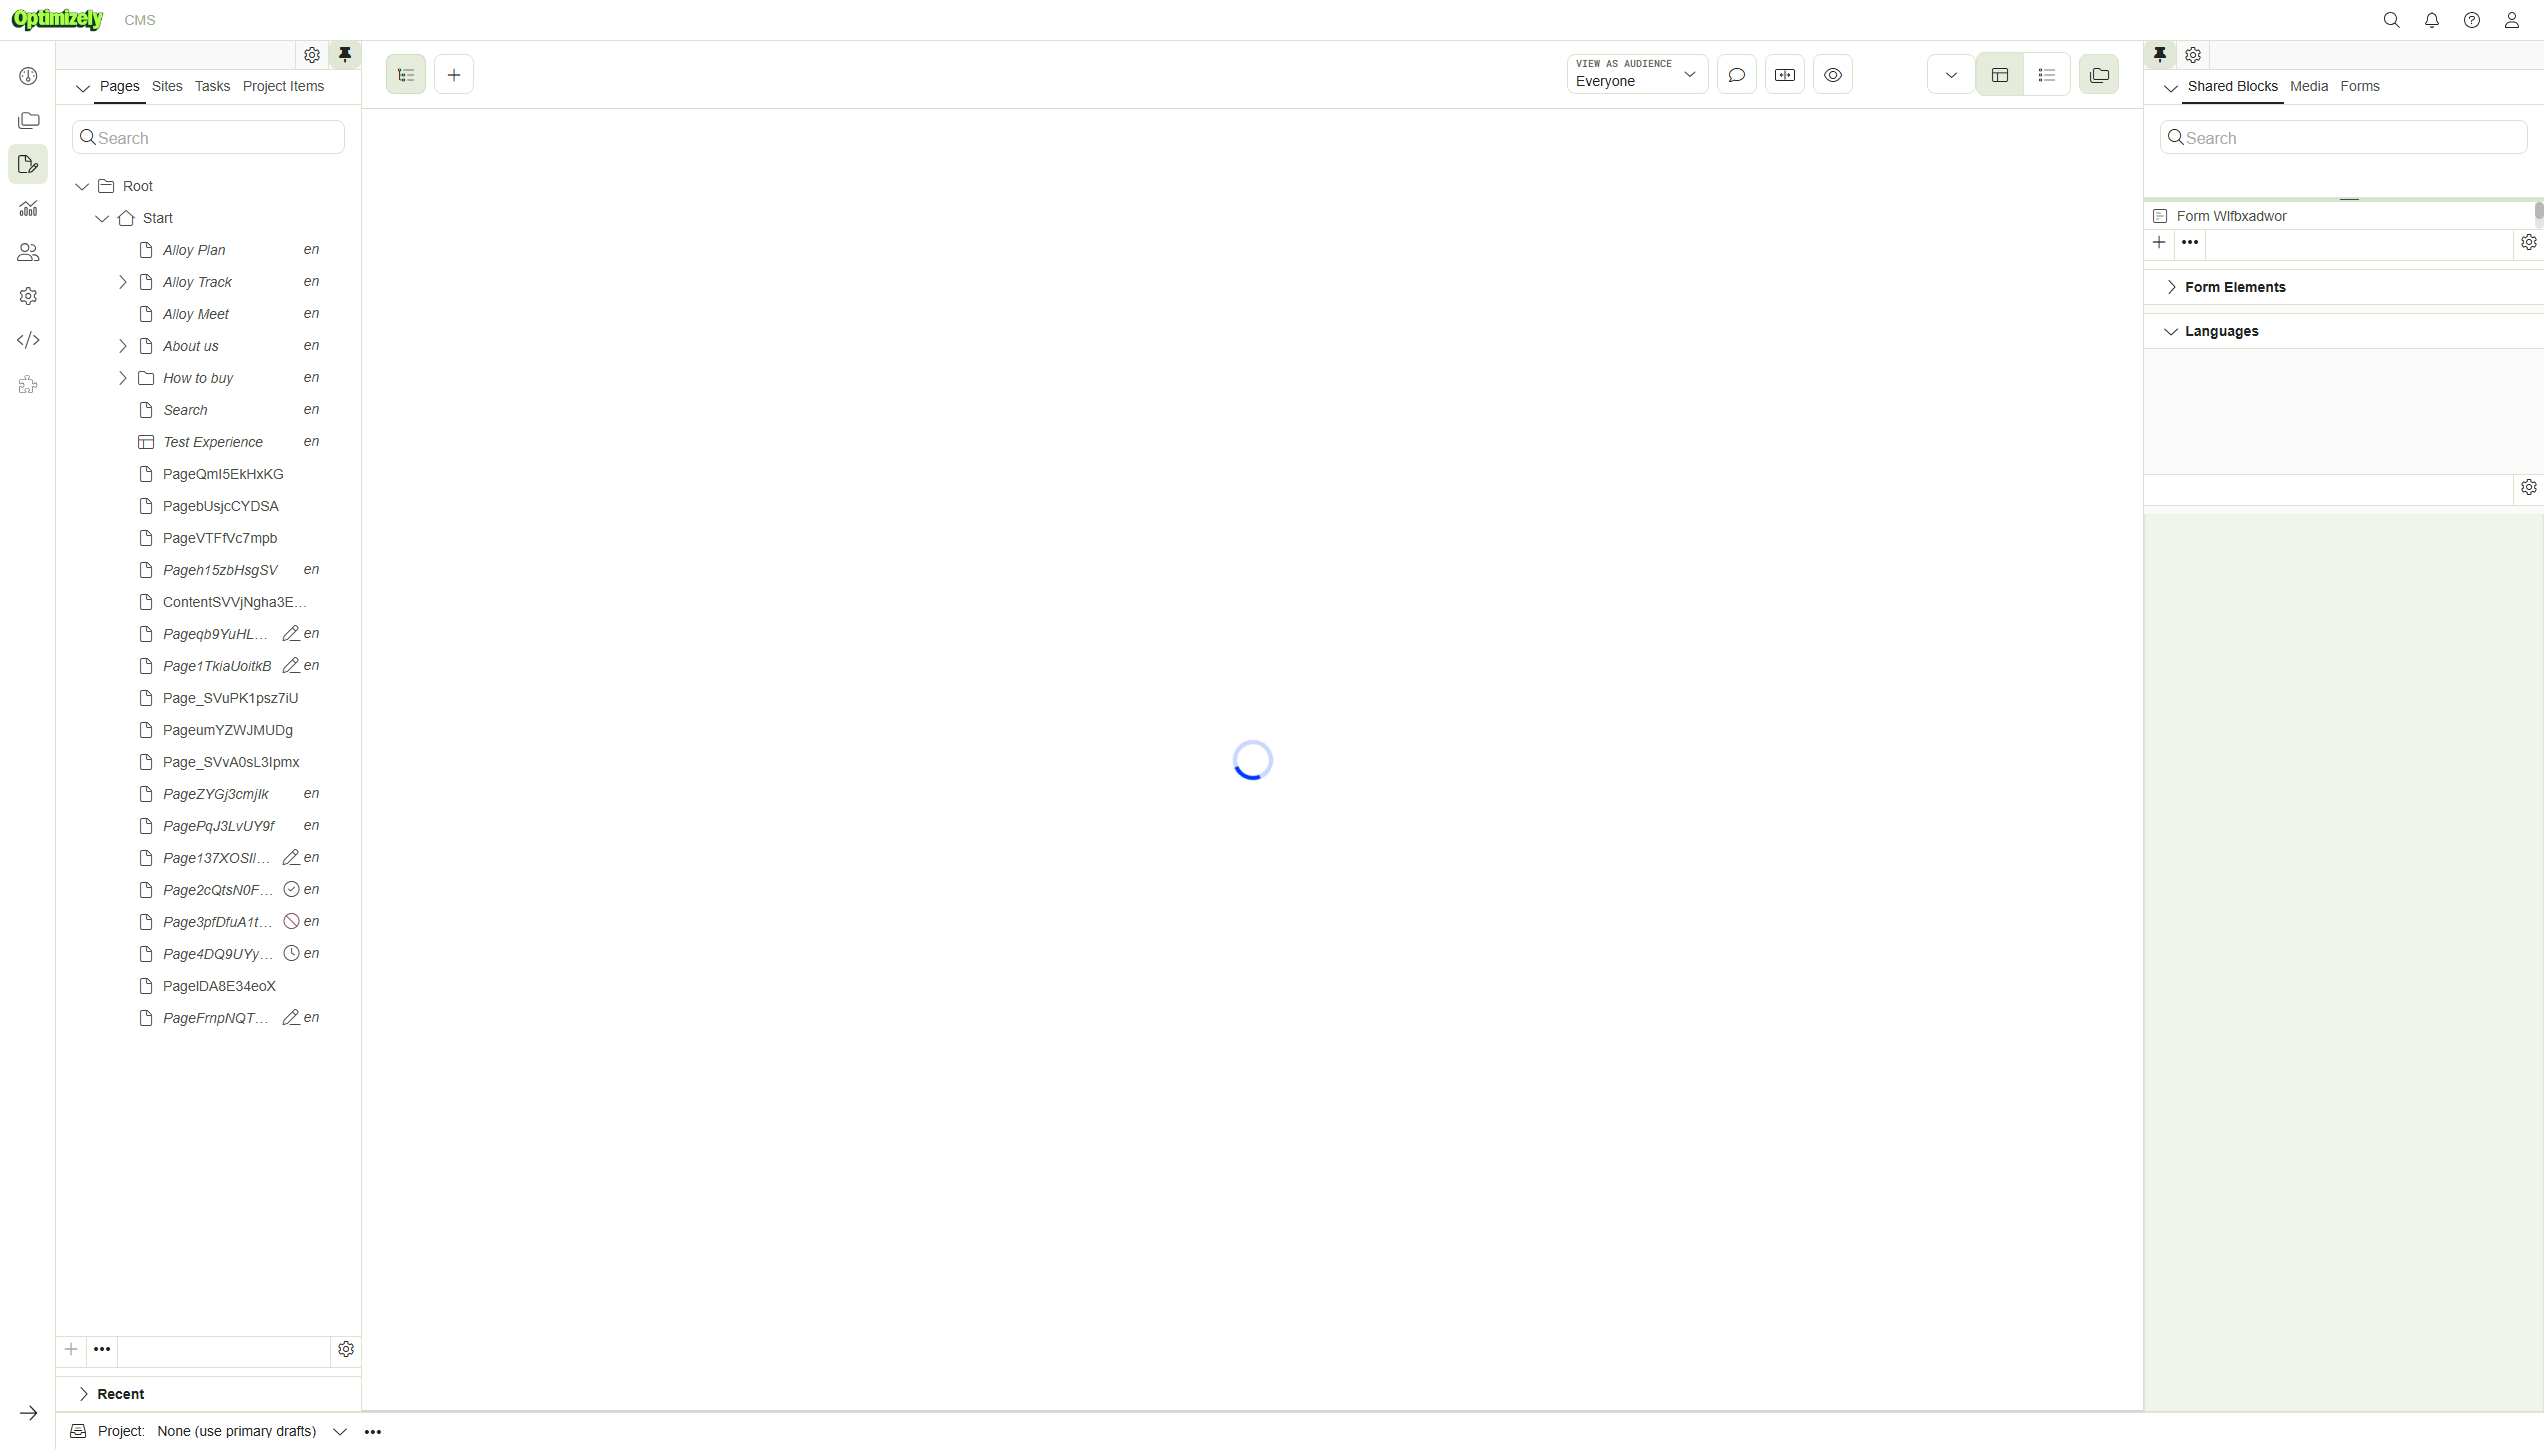 Optimizely CMS
Pages Sites Tasks Project Items
Search
Root
Start
Alloy Plan en
Alloy Track en
Alloy Meet en
About us en
How to buy en
Search en
Test Experience en
PageQmI5EkHxKG
PagebUsjcCYDSA
PageVTFfVc7mpb
Pageh15zbHsgSV en
ContentSVVjNgha3E...
Pageqb9YuHL... en
Page1TkiaUoitkB en
Page_SVuPK1psz7iU
PageumYZWJMUDg
Page_SVvA0sL3Ipmx
PageZYGj3cmjIk en
PagePqJ3LvUY9f en
Page137XOSIl... en
Page2cQtsN0F... en
Page3pfDfuA1t... en
Page4DQ9UYy... en
PageIDA8E34eoX
PageFrnpNQT... en
Recent
Project: None (use primary drafts)
VIEW AS AUDIENCE
Everyone
Shared Blocks Media Forms
Search
Form Wlfbxadwor
Form Elements
Languages